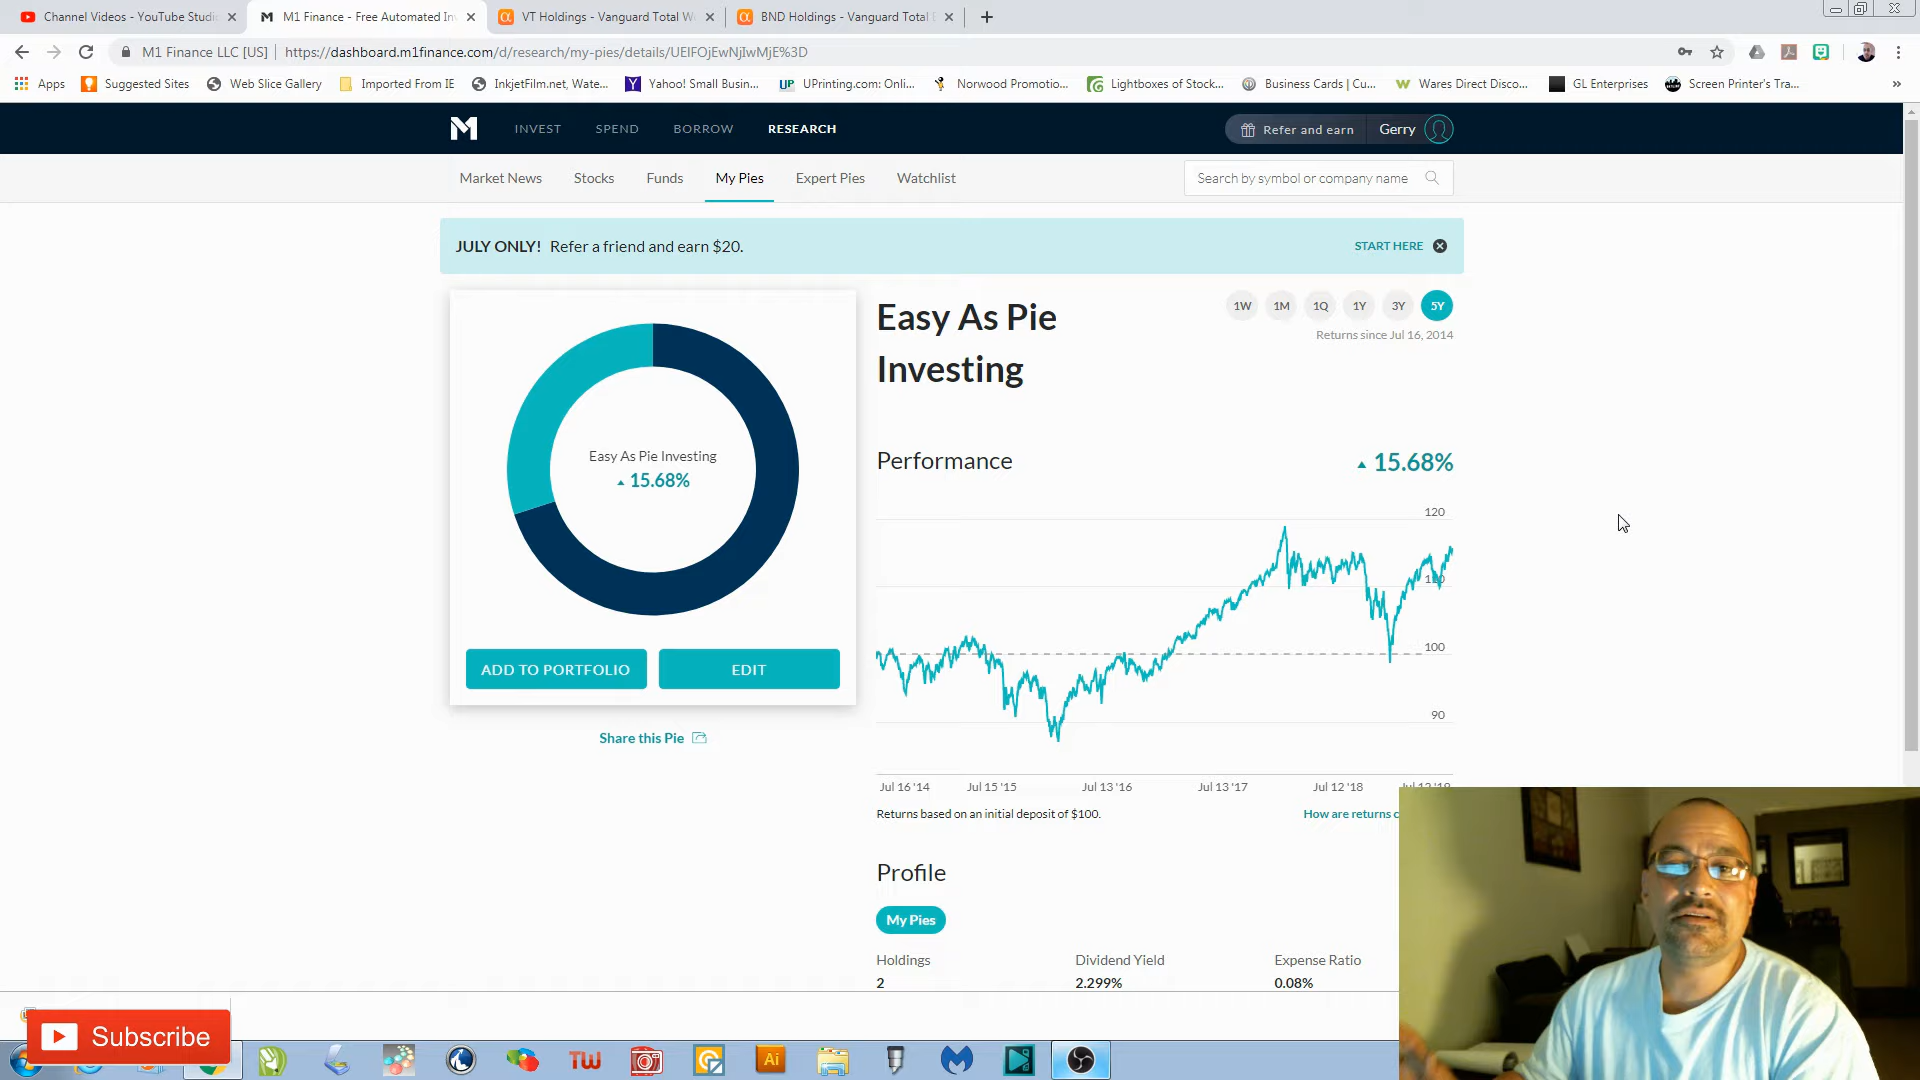 Channel Videos - YouTube Studi
M1 Finance - Free Automated In
VT Holdings - Vanguard Total W
BND Holdings - Vanguard Total
M1 Finance LLC [US] | https://dashboard.m1finance.com/d/research/my-pies/details/UElFOjEwNjIwMjE%3D
Apps Suggested Sites Web Slice Gallery Imported From IE InkjetFilm.net, Wate... Yahoo! Small Busin... UPrinting.com: Onli... Norwood Promotio... Lightboxes of Stock... Business Cards | Cu... Wares Direct Disco... GL Enterprises Screen Printer's Tra... »
INVEST SPEND BORROW RESEARCH Refer and earn Gerry
Market News Stocks Funds My Pies Expert Pies Watchlist Search by symbol or company name
JULY ONLY! Refer a friend and earn $20. START HERE
Easy As Pie
Investing
1W 1M 1Q 1Y 3Y 5Y
Returns since Jul 16, 2014
Easy As Pie Investing
15.68%
Performance 15.68%
120
110
100
90
ADD TO PORTFOLIO EDIT
Share this Pie
Jul 16 '14 Jul 15 '15 Jul 13 '16 Jul 13 '17 Jul 12 '18
Returns based on an initial deposit of $100. How are returns
Profile
My Pies
Holdings Dividend Yield Expense Ratio
2 2.299% 0.08%
Subscribe
TW Ai